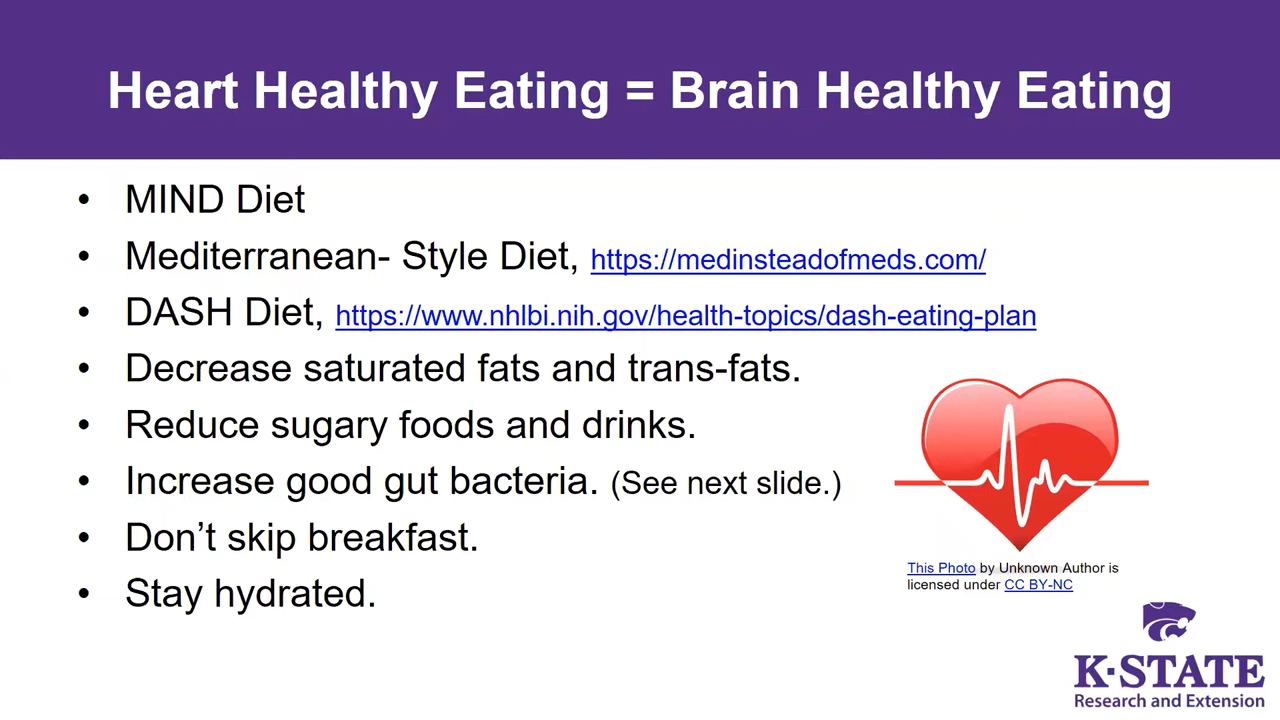 Heart Healthy Eating = Brain Healthy Eating
• MIND Diet
• Mediterranean- Style Diet, https://medinsteadofmeds.com/
• DASH Diet, https://www.nhlbi.nih.gov/health-topics/dash-eating-plan
• Decrease saturated fats and trans-fats.
• Reduce sugary foods and drinks.
• Increase good gut bacteria. (See next slide.)
• Don’t skip breakfast.
• Stay hydrated.
This Photo by Unknown Author is
licensed under CC BY-NC
K·STATE
Research and Extension